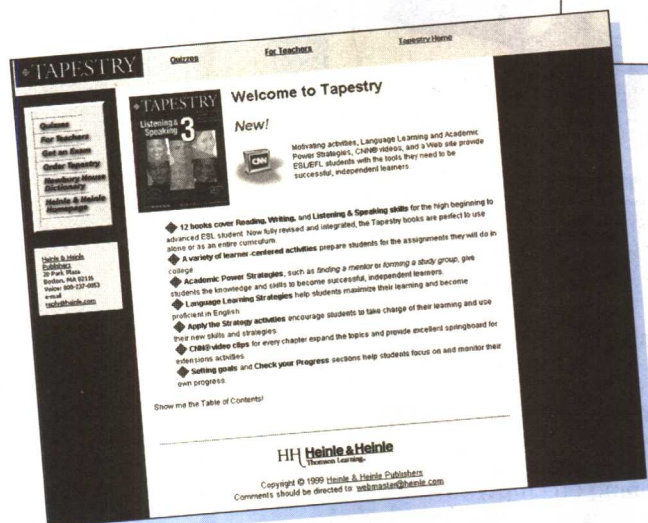 TAPESTRY
Quizzes
For Teachers
Tapestry Home
Quizzes
For Teachers
Get an Exam
Order Tapestry
Newbury House
Dictionary
Heinle & Heinle
Homepage
Heinle & Heinle
Publishers
20 Park Plaza
Boston, MA 02116
Voice: 800-237-0053
e-mail
reply@heinle.com
TAPESTRY
Listening &
Speaking 3
Welcome to Tapestry
New!
CNN
Motivating activities, Language Learning and Academic
Power Strategies, CNN® videos, and a Web site provide
ESL/EFL students with the tools they need to be
successful, independent learners.
12 books cover Reading, Writing, and Listening & Speaking skills for the high beginning to
advanced ESL student. Now fully revised and integrated, the Tapestry books are perfect to use
alone or as an entire curriculum.
A variety of learner-centered activities prepare students for the assignments they will do in
college
Academic Power Strategies, such as finding a mentor or forming a study group, give
students the knowledge and skills to become successful, independent learners.
Language Learning Strategies help students maximize their learning and become
proficient in English
Apply the Strategy activities encourage students to take charge of their learning and use
their new skills and strategies.
CNN® video clips for every chapter expand the topics and provide excellent springboard for
extensions activities
Setting goals and Check your Progress sections help students focus on and monitor their
own progress.
Show me the Table of Contents!
HH Heinle & Heinle
Thomson Learning™
Copyright © 1999 Heinle & Heinle Publishers
Comments should be directed to: webmaster@heinle.com